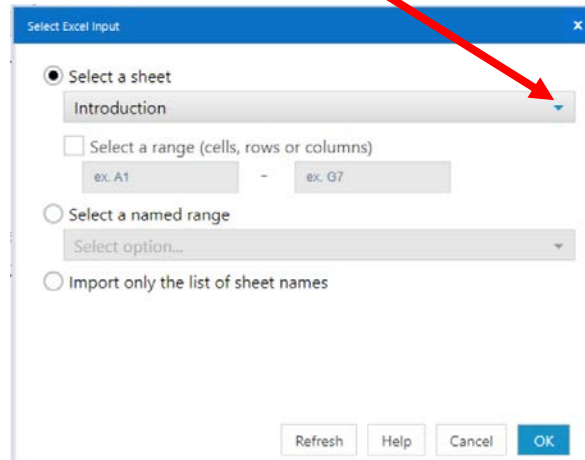 Select Excel Input x
Select a sheet
Introduction
Select a range (cells, rows or columns)
ex. A1 - ex. G7
Select a named range
Select option...
Import only the list of sheet names
Refresh Help Cancel OK